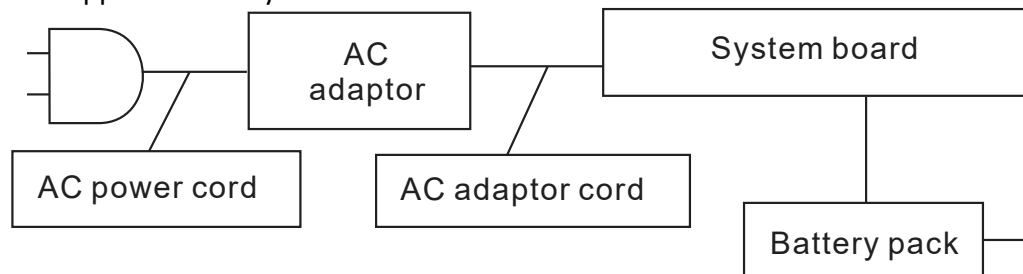 AC
adaptor
System board
AC power cord
AC adaptor cord
Battery pack